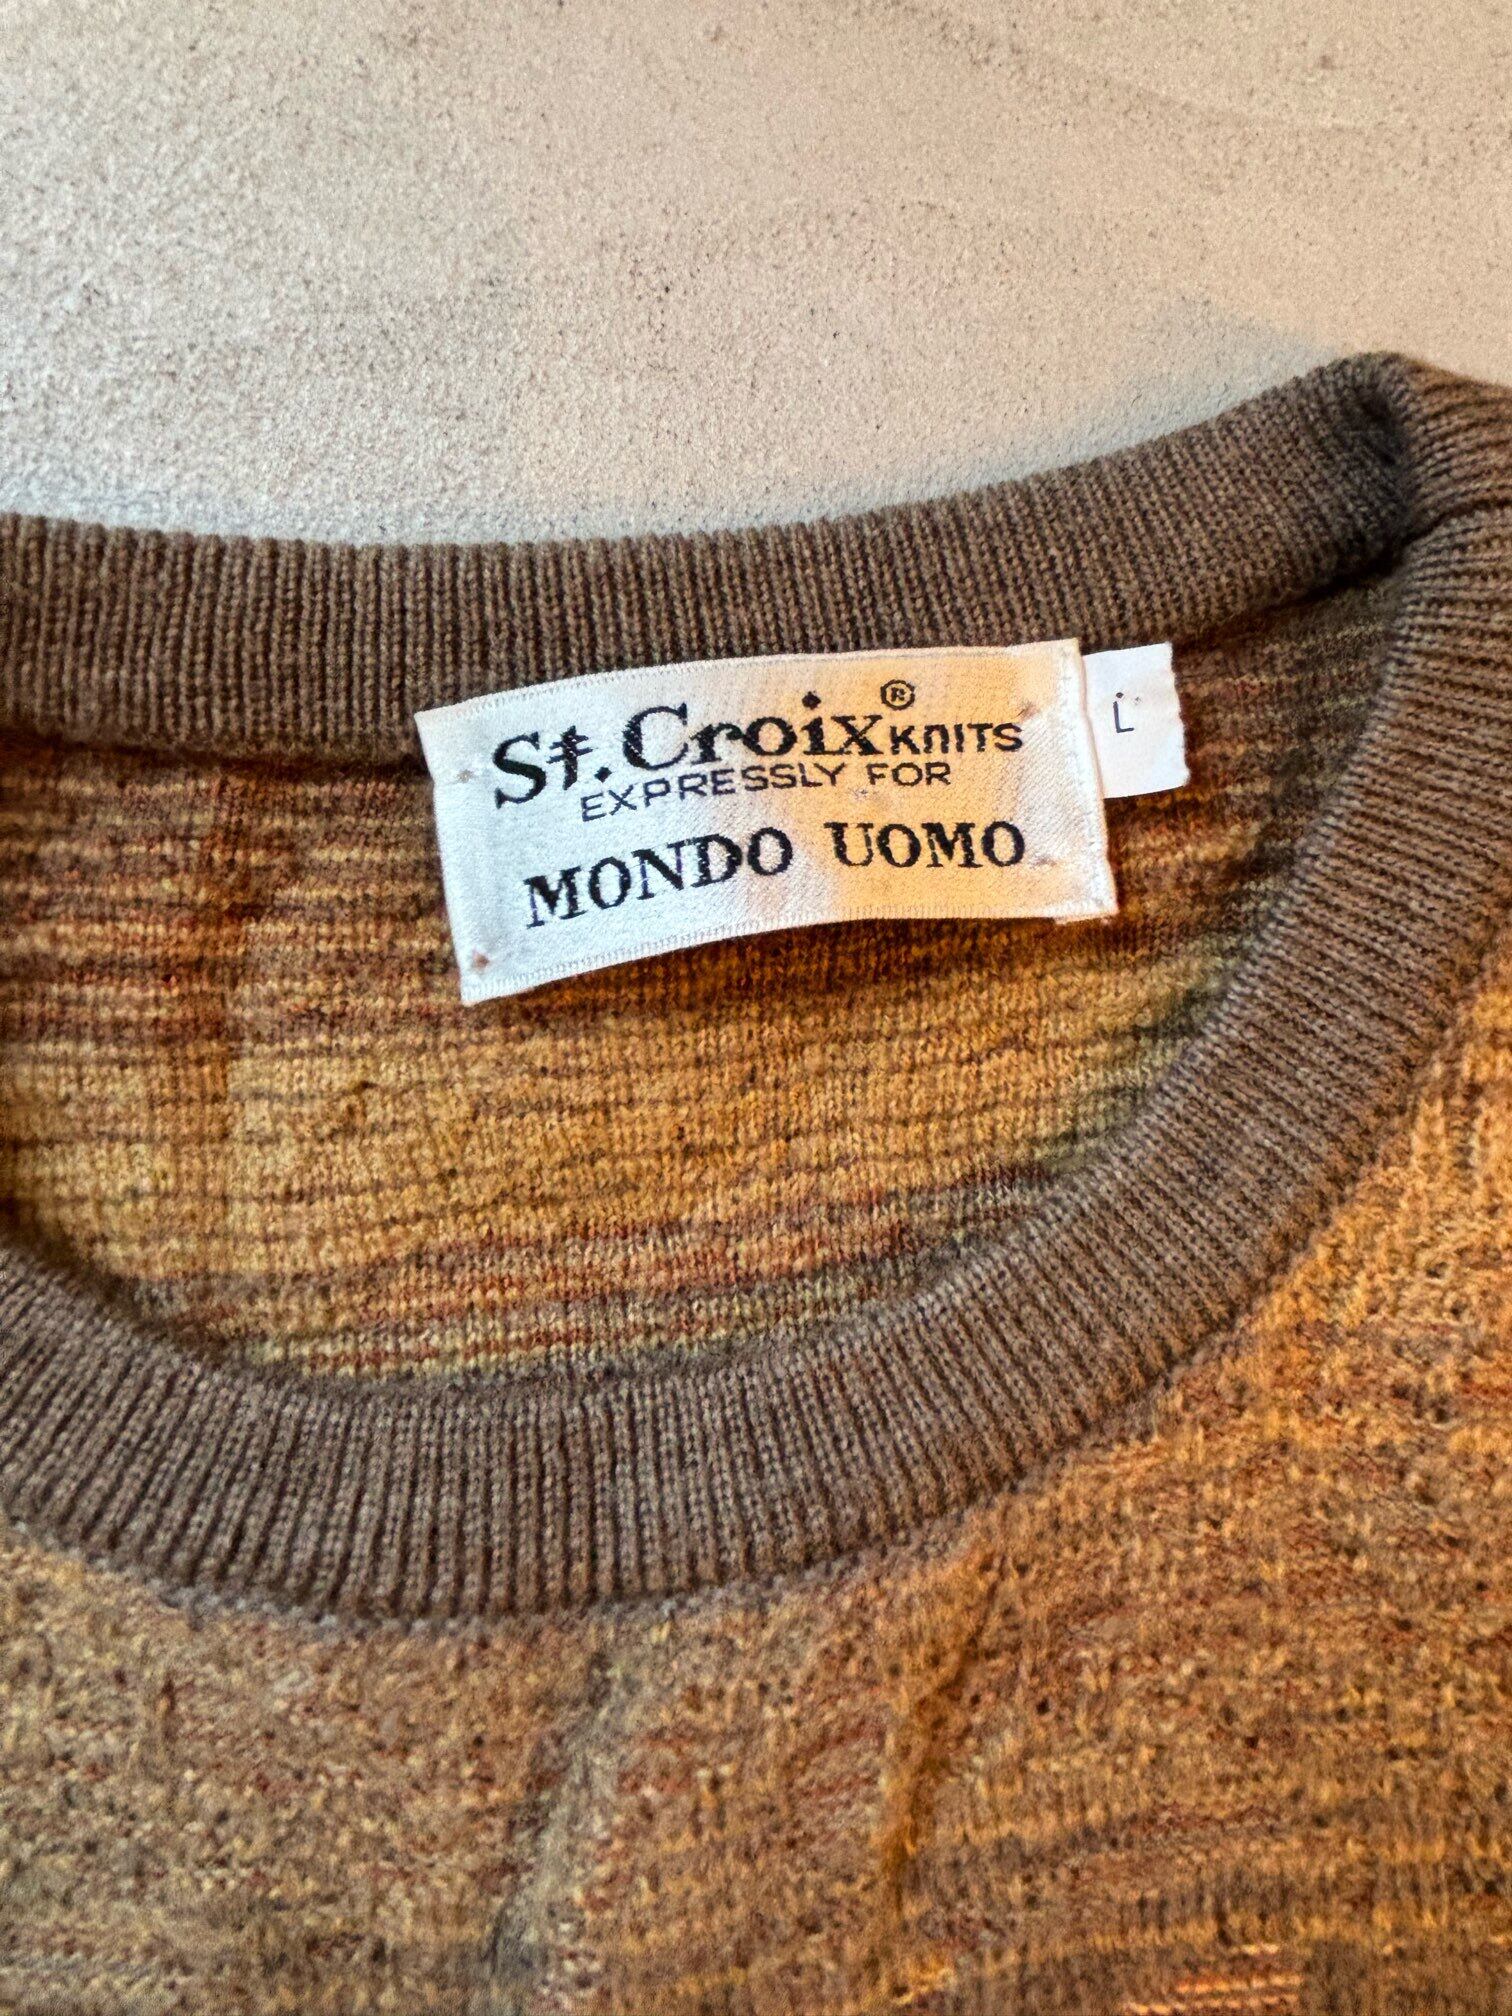 St. Croix® KNITS
EXPRESSLY FOR
MONDO UOMO
L